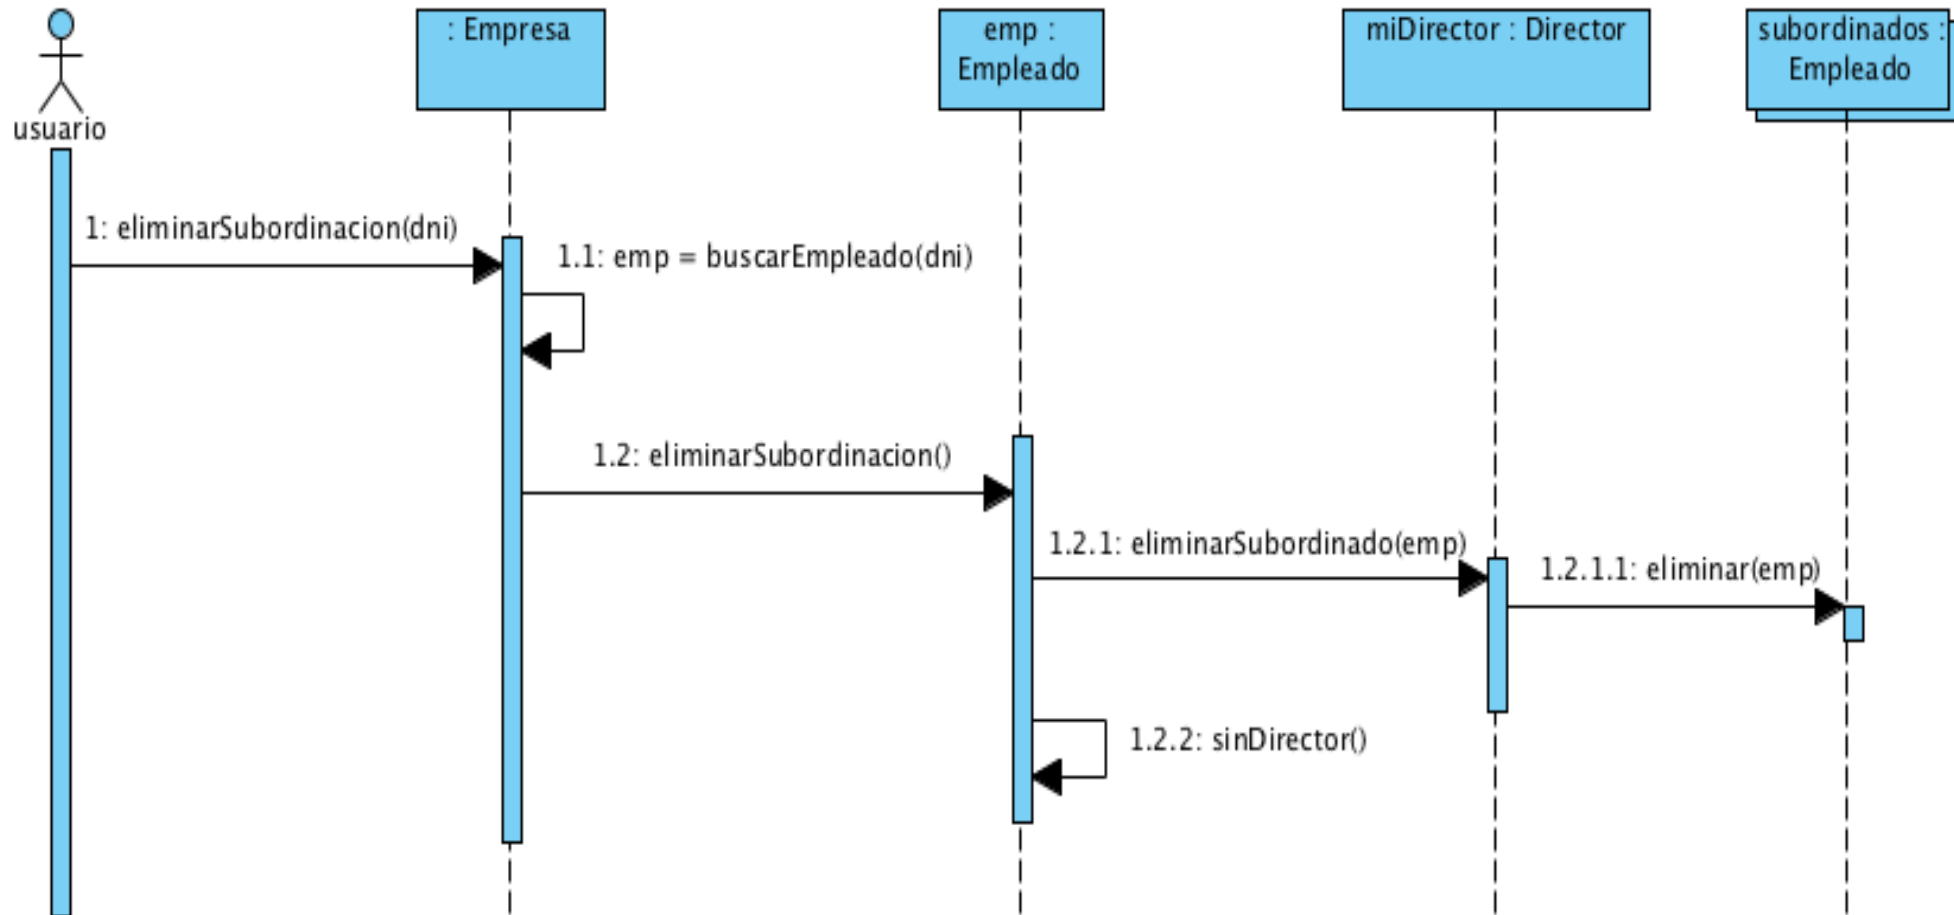 : Empresa
emp :
Empleado
miDirector : Director
subordinados :
Empleado
usuario
1: eliminarSubordinacion(dni)
1.1: emp = buscarEmpleado(dni)
1.2: eliminarSubordinacion()
1.2.1: eliminarSubordinado(emp)
1.2.1.1: eliminar(emp)
1.2.2: sinDirector()